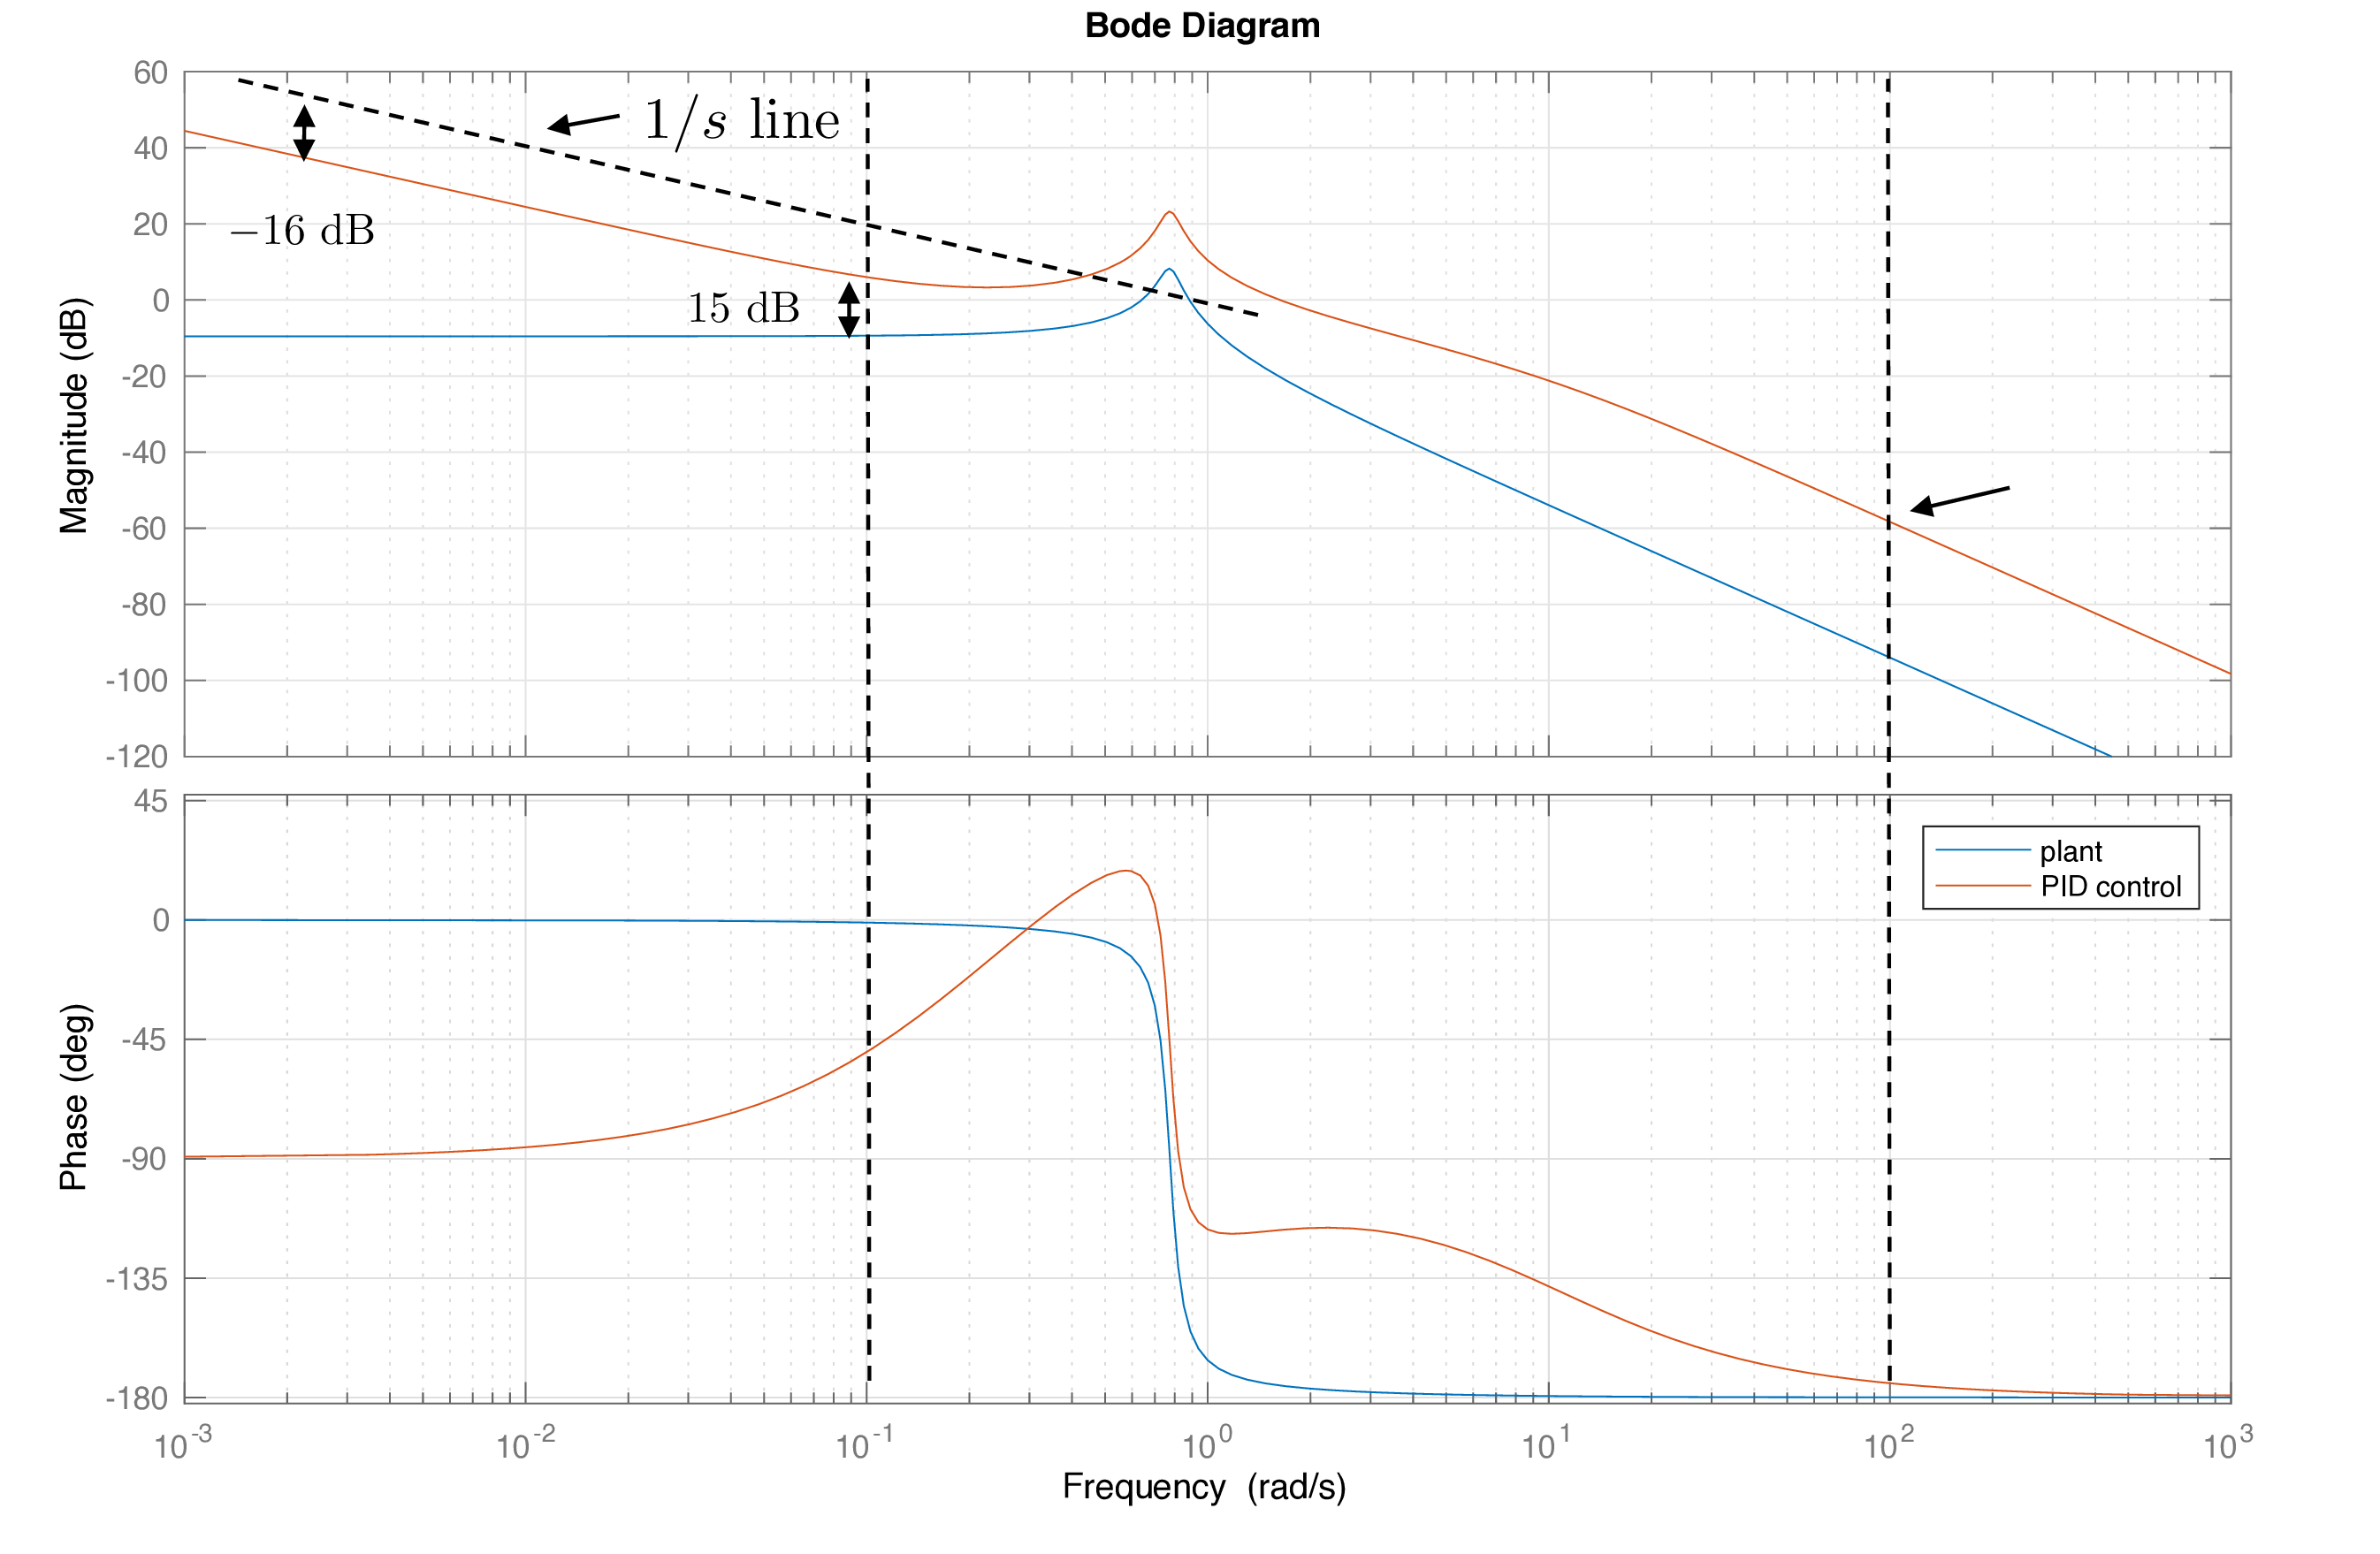 Bode Diagram
60
40
20
0
-20
-40
-60
-80
-100
-120
Magnitude (dB)
1/s line
−16 dB
15 dB
45
0
-45
-90
-135
-180
Phase (deg)
plant
PID control
10^-3
10^-2
10^-1
10^0
10^1
10^2
10^3
Frequency (rad/s)